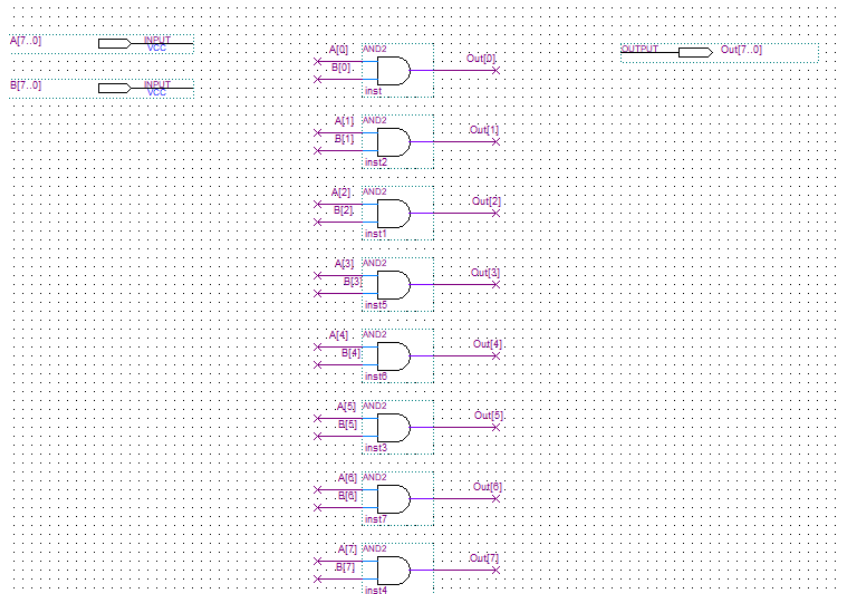 A[7..0] INPUT VCC
B[7..0] INPUT VCC
OUTPUT Out[7..0]
A[0] AND2
B[0] Out[0]
inst
A[1] AND2
B[1] Out[1]
inst2
A[2] AND2
B[2] Out[2]
inst1
A[3] AND2
B[3] Out[3]
inst5
A[4] AND2
B[4] Out[4]
inst6
A[5] AND2
B[5] Out[5]
inst3
A[6] AND2
B[6] Out[6]
inst7
A[7] AND2
B[7] Out[7]
inst4